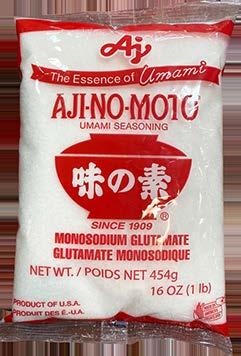 Aj
The Essence of Umami
AJI-NO-MOTO
UMAMI SEASONING
味の素
®
SINCE 1909
MONOSODIUM GLUTAMATE
GLUTAMATE MONOSODIQUE
NET WT. / POIDS NET 454g
16 OZ (1 lb)
PRODUCT OF U.S.A.
PRODUIT DES É.-U.A.